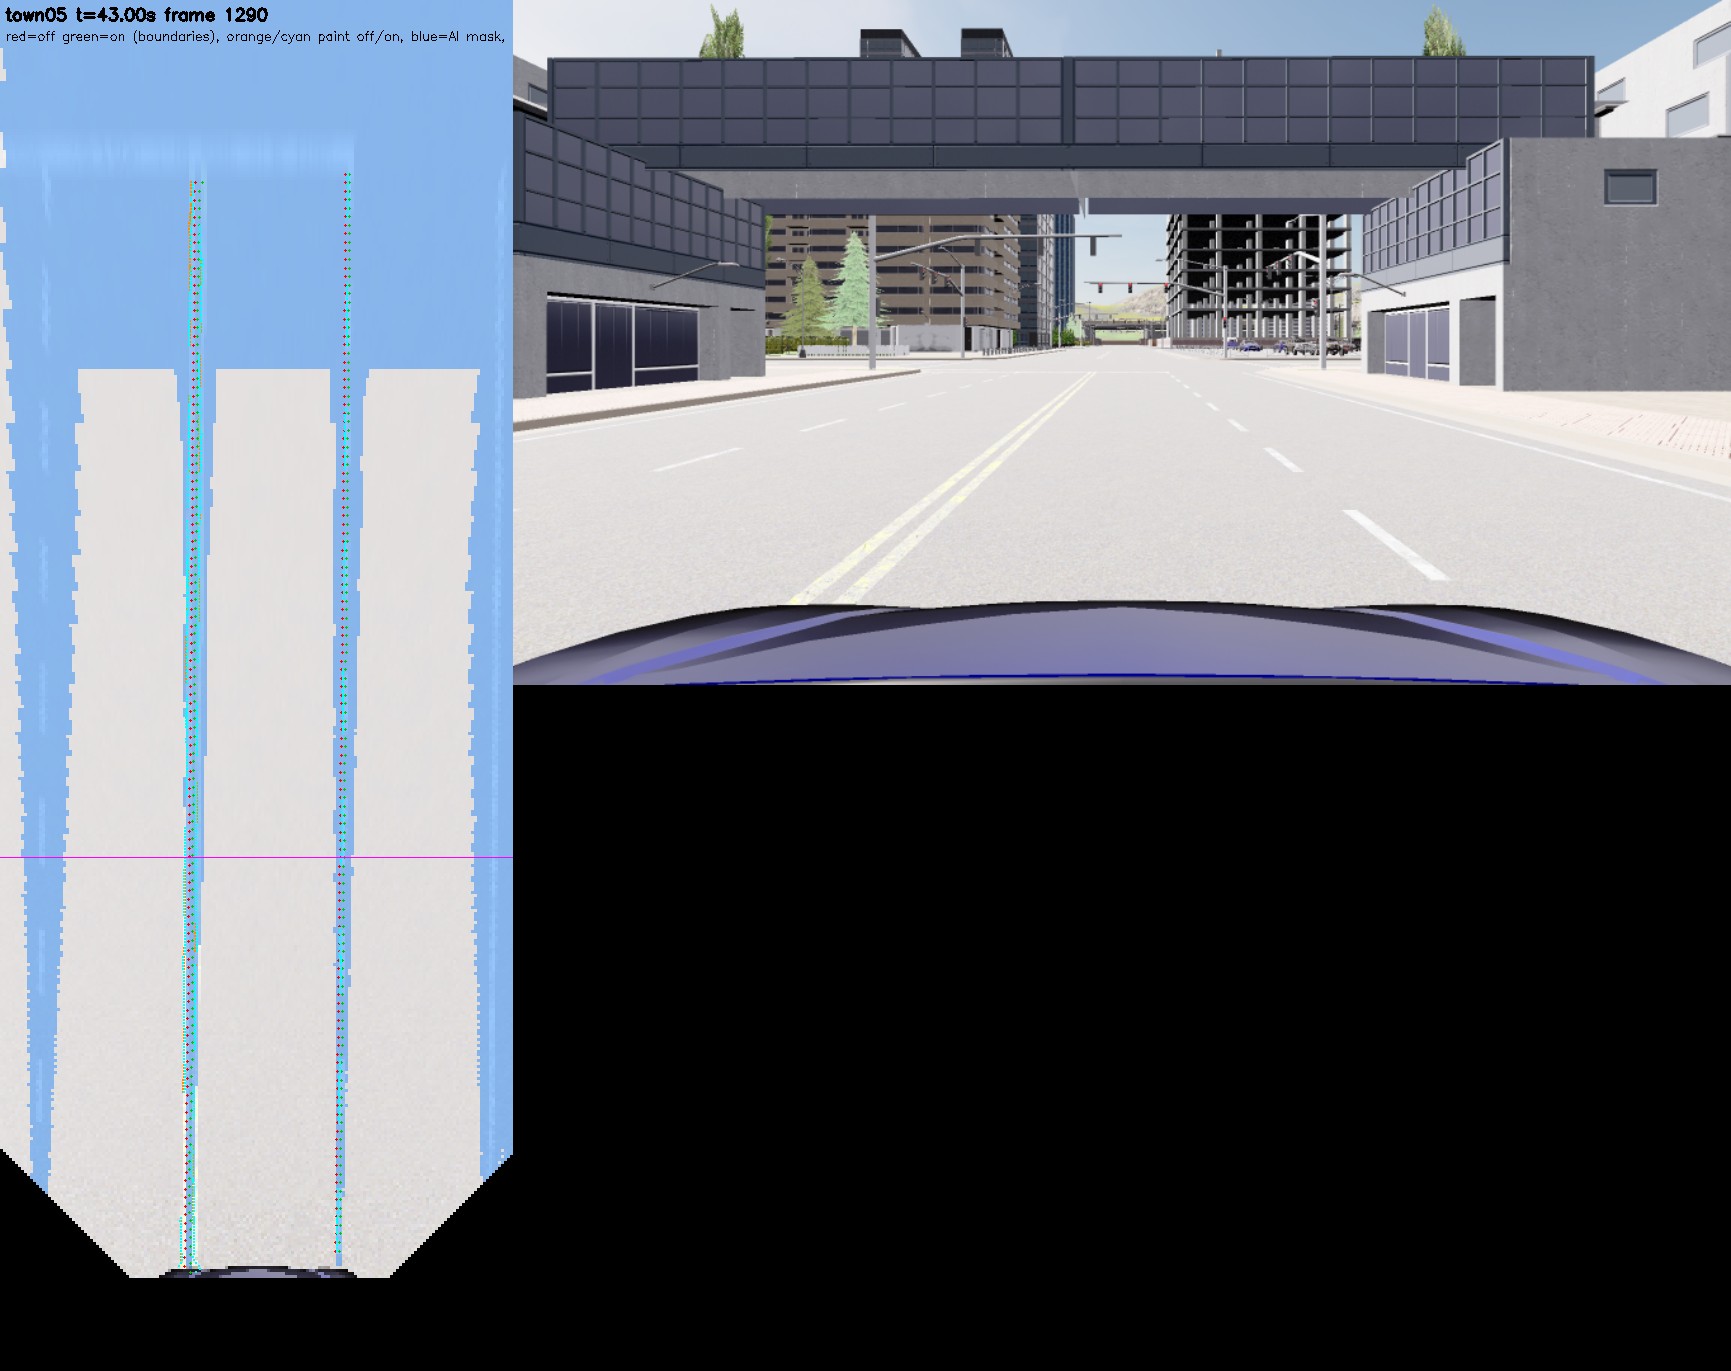 town05 t=43.00s frame 1290
red=off green=on (boundaries), orange/cyan paint off/on, blue=AI mask,